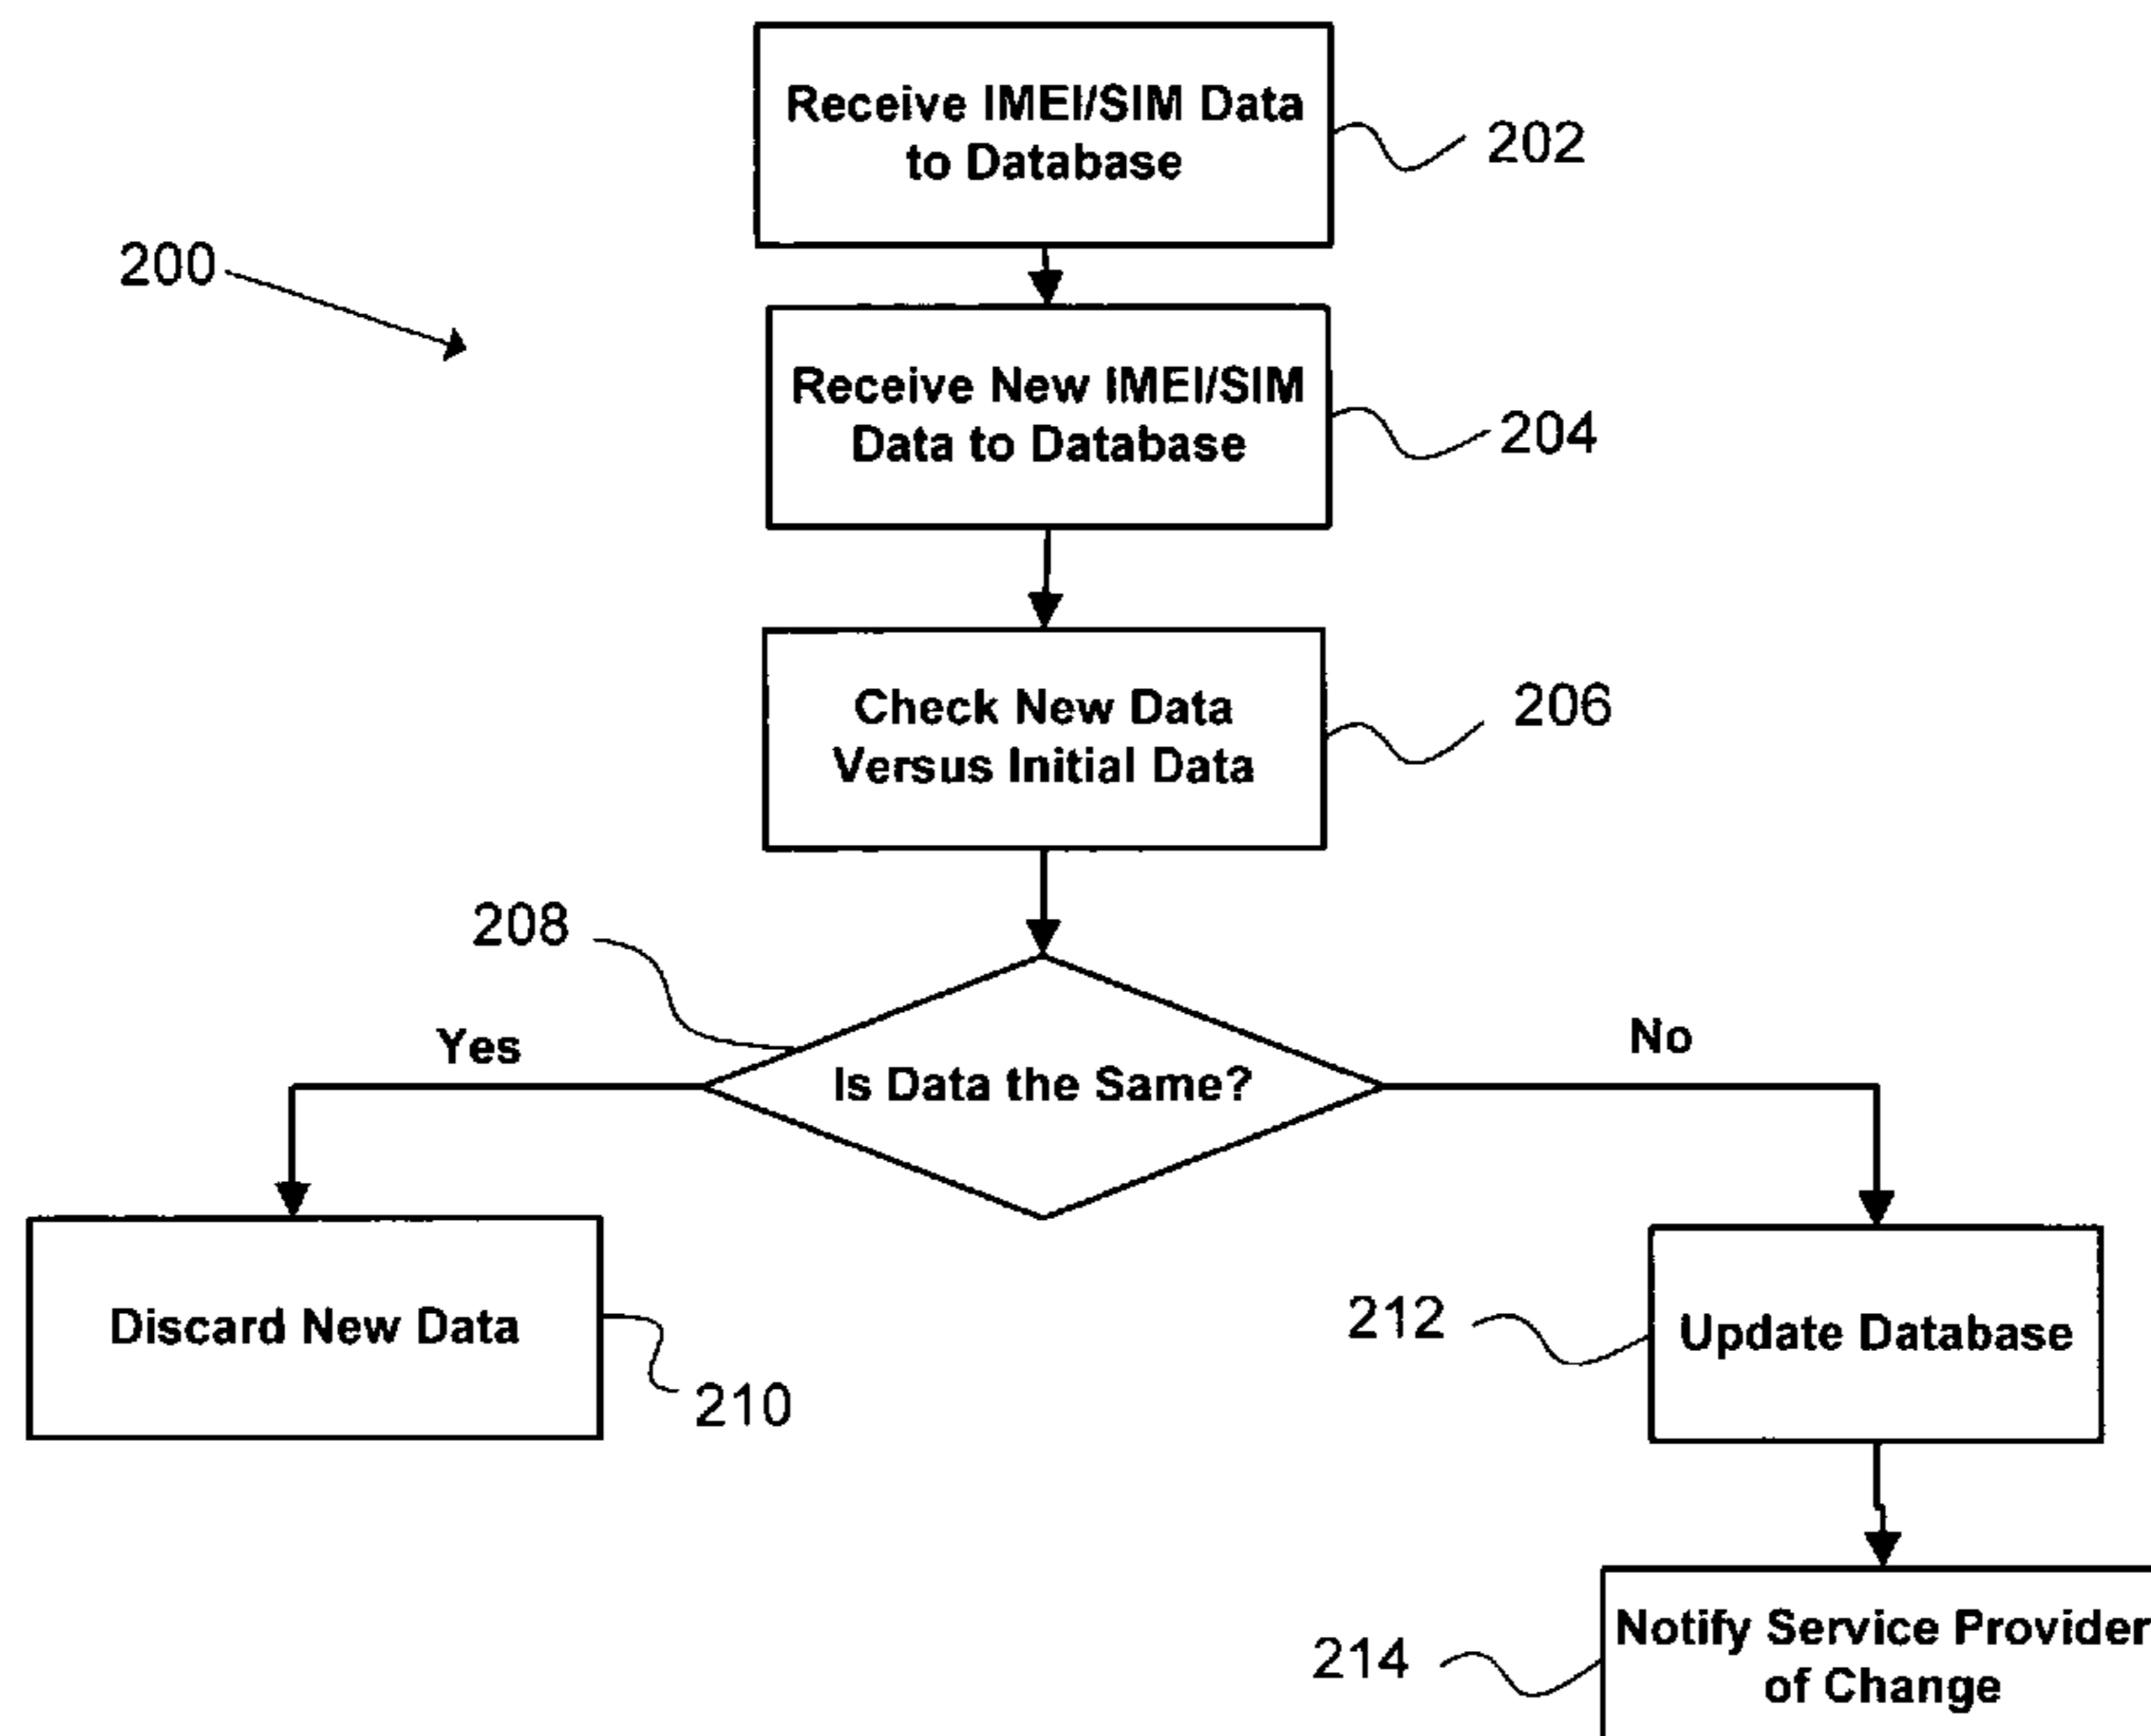 Receive IMEI/SIM Data
to Database
202
200
Receive New IMEI/SIM
Data to Database
204
Check New Data
Versus Initial Data
206
208
Yes
Is Data the Same?
No
Discard New Data
210
212
Update Database
214
Notify Service Provider
of Change